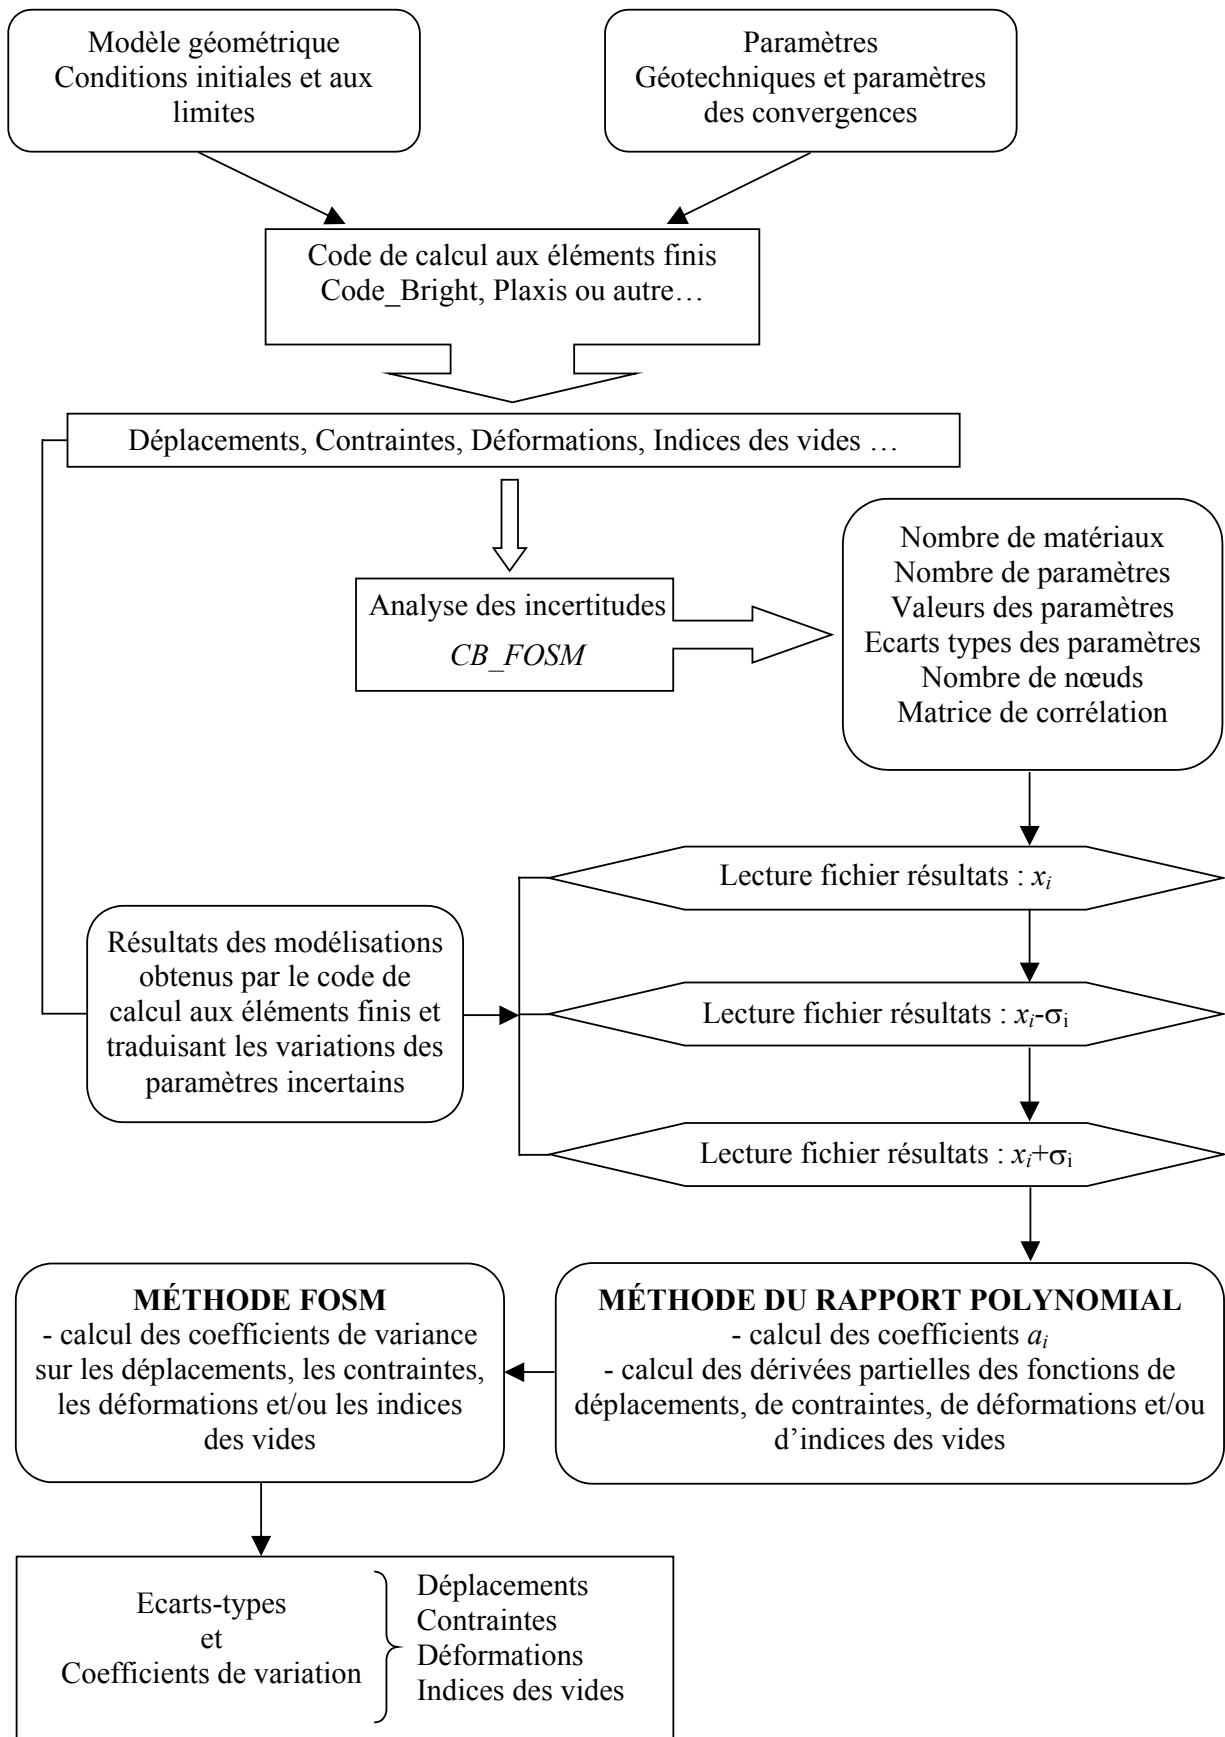 Modèle géométrique
Conditions initiales et aux
limites
Paramètres
Géotechniques et paramètres
des convergences
Code de calcul aux éléments finis
Code_Bright, Plaxis ou autre…
Déplacements, Contraintes, Déformations, Indices des vides …
Analyse des incertitudes
CB_FOSM
Nombre de matériaux
Nombre de paramètres
Valeurs des paramètres
Ecarts types des paramètres
Nombre de nœuds
Matrice de corrélation
Lecture fichier résultats : xi
Résultats des modélisations
obtenus par le code de
calcul aux éléments finis et
traduisant les variations des
paramètres incertains
Lecture fichier résultats : xi-σi
Lecture fichier résultats : xi+σi
MÉTHODE FOSM
- calcul des coefficients de variance
sur les déplacements, les contraintes,
les déformations et/ou les indices
des vides
MÉTHODE DU RAPPORT POLYNOMIAL
- calcul des coefficients ai
- calcul des dérivées partielles des fonctions de
déplacements, de contraintes, de déformations et/ou
d’indices des vides
Ecarts-types
et
Coefficients de variation
Déplacements
Contraintes
Déformations
Indices des vides